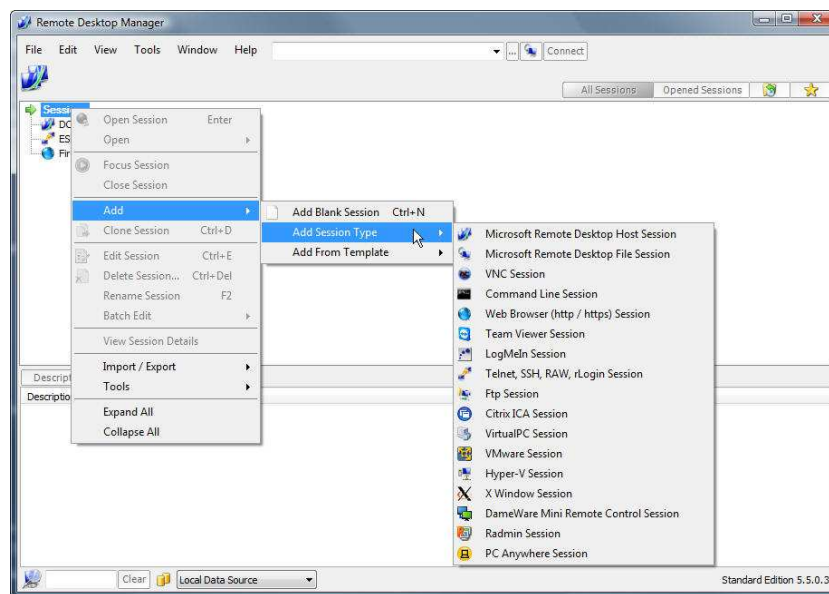 Remote Desktop Manager
File Edit View Tools Window Help
... Connect
All Sessions Opened Sessions
Sessions
DC
ES
Fir
Open Session Enter
Open
Focus Session
Close Session
Add
Clone Session Ctrl+D
Edit Session Ctrl+E
Delete Session... Ctrl+Del
Rename Session F2
Batch Edit
View Session Details
Import / Export
Tools
Expand All
Collapse All
Add Blank Session Ctrl+N
Add Session Type
Add From Template
Microsoft Remote Desktop Host Session
Microsoft Remote Desktop File Session
VNC Session
Command Line Session
Web Browser (http / https) Session
Team Viewer Session
LogMeIn Session
Telnet, SSH, RAW, rLogin Session
Ftp Session
Citrix ICA Session
VirtualPC Session
VMware Session
Hyper-V Session
X Window Session
DameWare Mini Remote Control Session
Radmin Session
PC Anywhere Session
Descript
Descriptio
Clear Local Data Source
Standard Edition 5.5.0.3